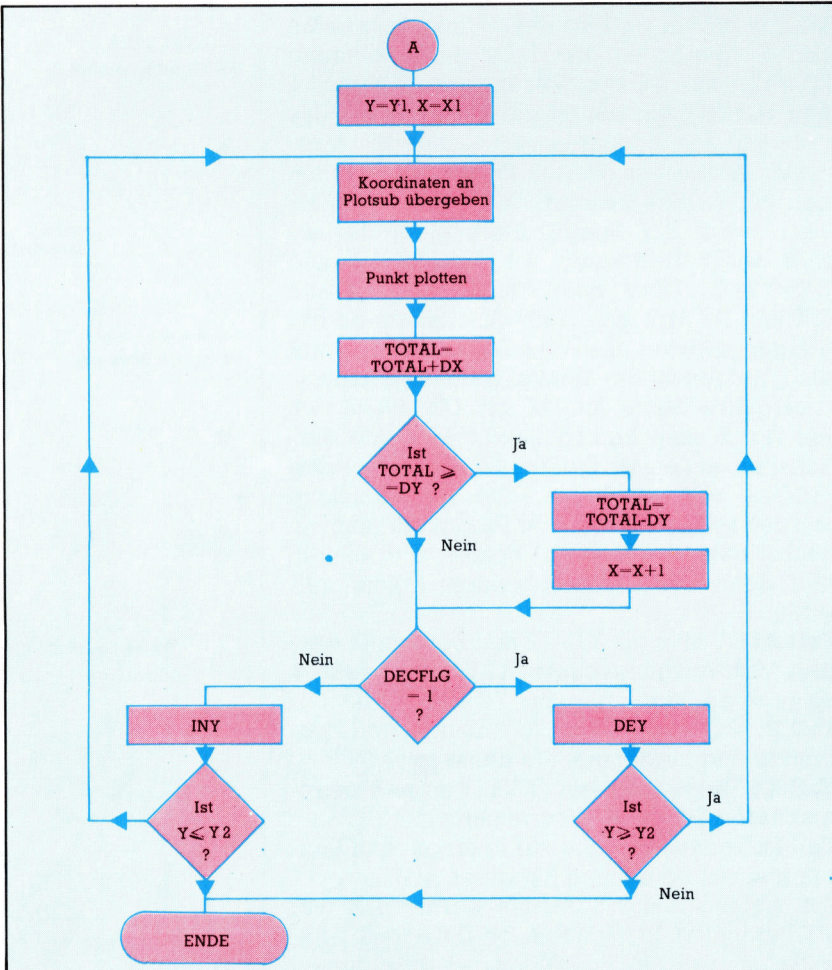 A
Y=Y1, X=X1
Koordinaten an
Plotsub übergeben
Punkt plotten
TOTAL=
TOTAL+DX
Ist
TOTAL ⩾
=DY ?
Ja
Nein
TOTAL=
TOTAL-DY
X=X+1
DECFLG
= 1
?
Nein
Ja
INY
DEY
Ist
Y⩽Y2
?
Ist
Y⩾Y2
?
Ja
Nein
ENDE